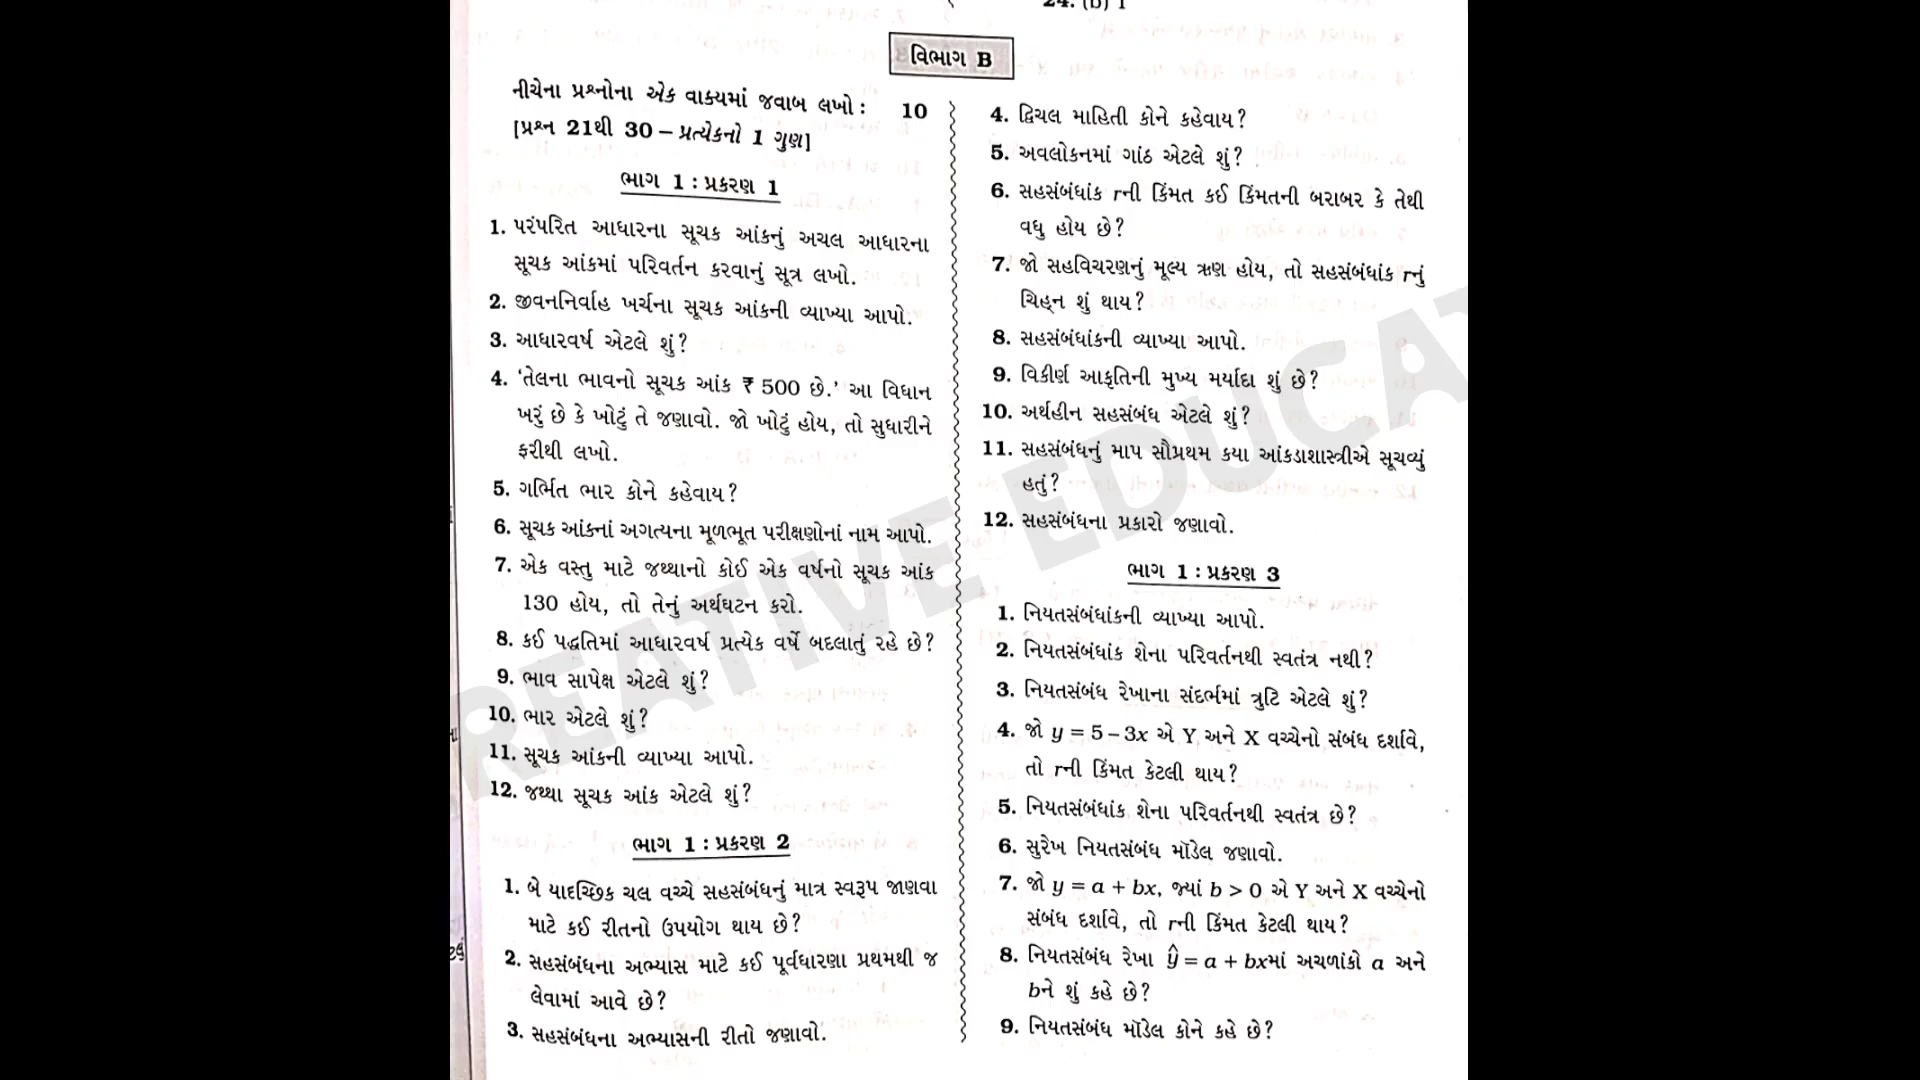 24. (b) 1
વિભાગ B
નીચેના પ્રશ્નોના એક વાક્યમાં જવાબ લખો : 10
[પ્રશ્ન 21થી 30 – પ્રત્યેકનો 1 ગુણ]
ભાગ 1 : પ્રકરણ 1
1. પરંપરિત આધારના સૂચક આંકનું અચલ આધારના
સૂચક આંકમાં પરિવર્તન કરવાનું સૂત્ર લખો.
2. જીવનનિર્વાહ ખર્ચના સૂચક આંકની વ્યાખ્યા આપો.
3. આધારવર્ષ એટલે શું?
4. ‘તેલના ભાવનો સૂચક આંક ₹ 500 છે.’ આ વિધાન
ખરું છે કે ખોટું તે જણાવો. જો ખોટું હોય, તો સુધારીને
ફરીથી લખો.
5. ગર્ભિત ભાર કોને કહેવાય?
6. સૂચક આંકનાં અગત્યના મૂળભૂત પરીક્ષણોનાં નામ આપો.
7. એક વસ્તુ માટે જથ્થાનો કોઈ એક વર્ષનો સૂચક આંક
130 હોય, તો તેનું અર્થઘટન કરો.
8. કઈ પદ્ધતિમાં આધારવર્ષ પ્રત્યેક વર્ષે બદલાતું રહે છે?
9. ભાવ સાપેક્ષ એટલે શું?
10. ભાર એટલે શું?
11. સૂચક આંકની વ્યાખ્યા આપો.
12. જથ્થા સૂચક આંક એટલે શું?
ભાગ 1 : પ્રકરણ 2
1. બે યાદચ્છિક ચલ વચ્ચે સહસંબંધનું માત્ર સ્વરૂપ જાણવા
માટે કઈ રીતનો ઉપયોગ થાય છે?
2. સહસંબંધના અભ્યાસ માટે કઈ પૂર્વધારણા પ્રથમથી જ
લેવામાં આવે છે?
3. સહસંબંધના અભ્યાસની રીતો જણાવો.
4. દ્વિચલ માહિતી કોને કહેવાય?
5. અવલોકનમાં ગાંઠ એટલે શું?
6. સહસંબંધાંક rની કિંમત કઈ કિંમતની બરાબર કે તેથી
વધુ હોય છે?
7. જો સહવિચરણનું મૂલ્ય ઋણ હોય, તો સહસંબંધાંક rનું
ચિહ્ન શું થાય?
8. સહસંબંધાંકની વ્યાખ્યા આપો.
9. વિકીર્ણ આકૃતિની મુખ્ય મર્યાદા શું છે?
10. અર્થહીન સહસંબંધ એટલે શું?
11. સહસંબંધનું માપ સૌપ્રથમ કયા આંકડાશાસ્ત્રીએ સૂચવ્યું
હતું?
12. સહસંબંધના પ્રકારો જણાવો.
ભાગ 1 : પ્રકરણ 3
1. નિયતસંબંધાંકની વ્યાખ્યા આપો.
2. નિયતસંબંધાંક શેના પરિવર્તનથી સ્વતંત્ર નથી?
3. નિયતસંબંધ રેખાના સંદર્ભમાં ત્રુટિ એટલે શું?
4. જો y = 5 – 3x એ Y અને X વચ્ચેનો સંબંધ દર્શાવે,
તો rની કિંમત કેટલી થાય?
5. નિયતસંબંધાંક શેના પરિવર્તનથી સ્વતંત્ર છે?
6. સુરેખ નિયતસંબંધ મૉડેલ જણાવો.
7. જો y = a + bx, જ્યાં b > 0 એ Y અને X વચ્ચેનો
સંબંધ દર્શાવે, તો rની કિંમત કેટલી થાય?
8. નિયતસંબંધ રેખા ŷ = a + bxમાં અચળાંકો a અને
bને શું કહે છે?
9. નિયતસંબંધ મૉડેલ કોને કહે છે?
REATIVE EDUCAT